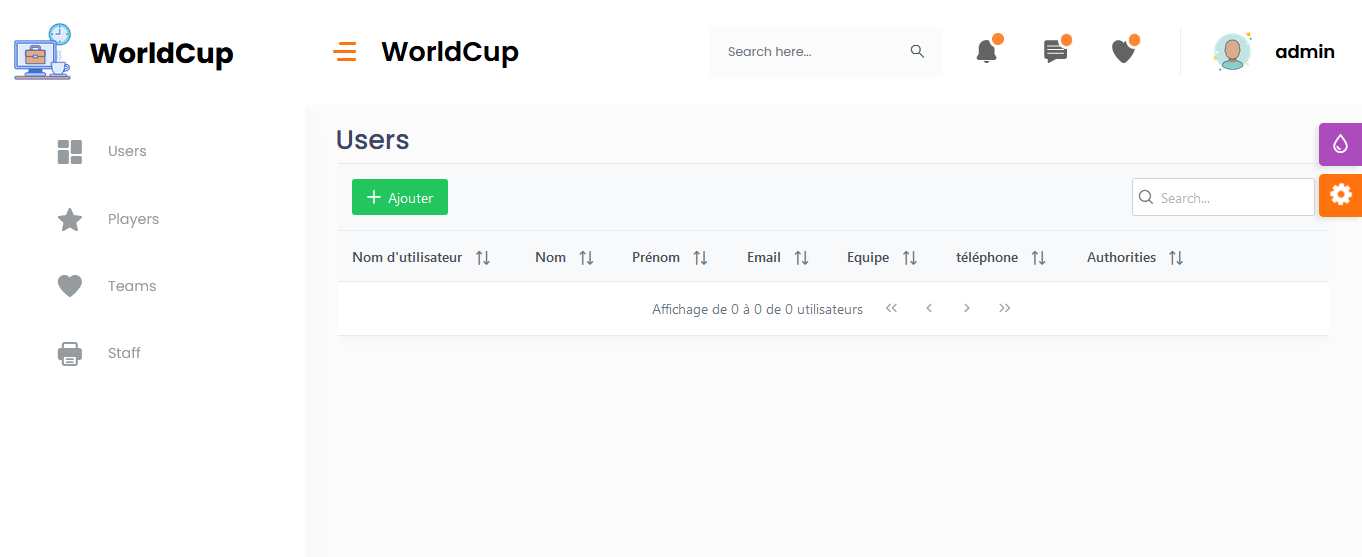 WorldCup
WorldCup
Search here...
admin
Users
Players
Teams
Staff
Users
Ajouter
Search...
Nom d'utilisateur Nom Prénom Email Equipe téléphone Authorities
Affichage de 0 à 0 de 0 utilisateurs